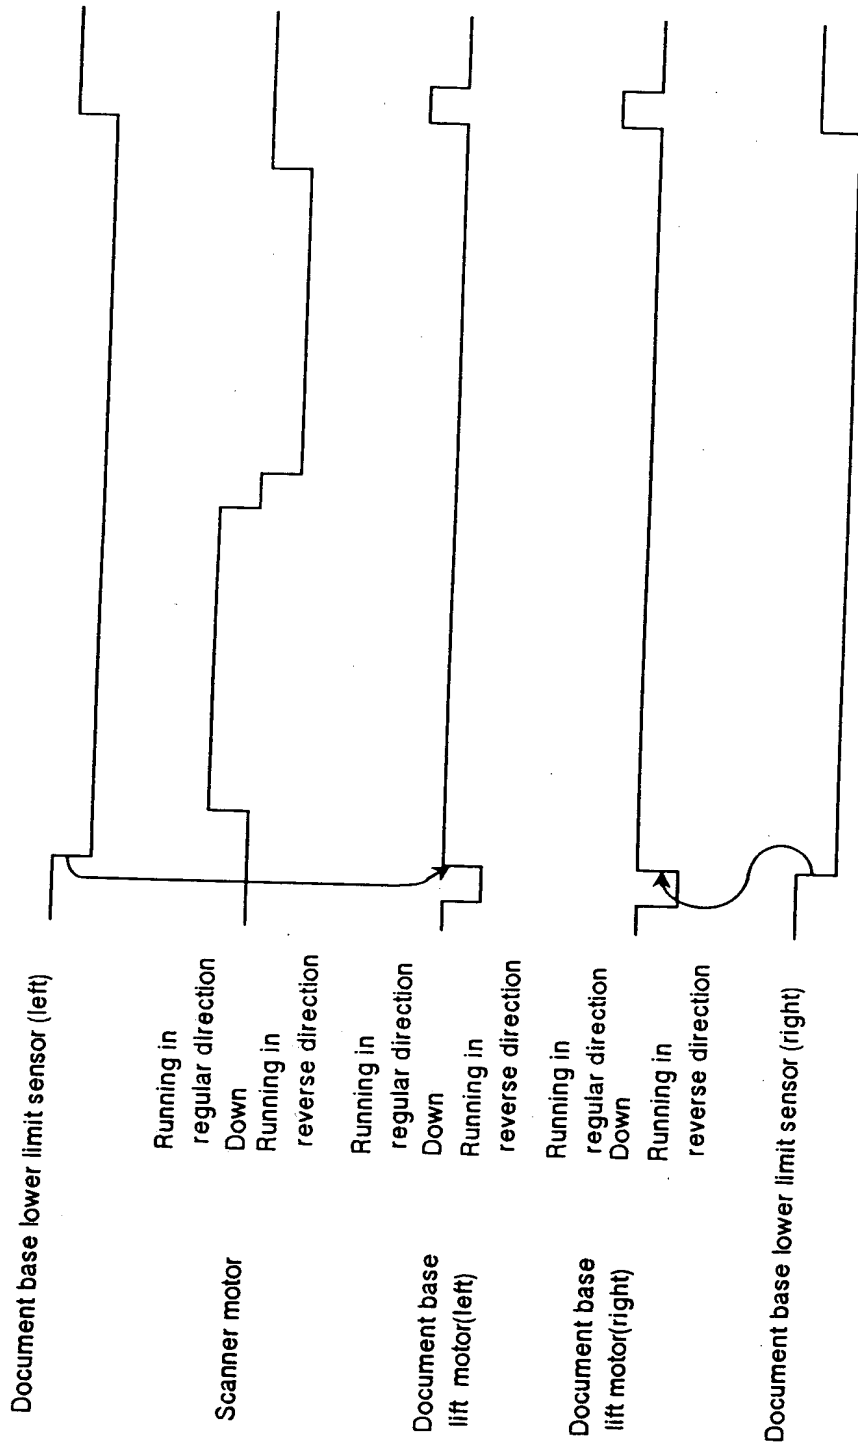 Document base lower limit sensor (left)
Scanner motor
Running in
regular direction
Down
Running in
reverse direction
Document base
lift motor(left)
Running in
regular direction
Down
Running in
reverse direction
Document base
lift motor(right)
Running in
regular direction
Down
Running in
reverse direction
Document base lower limit sensor (right)